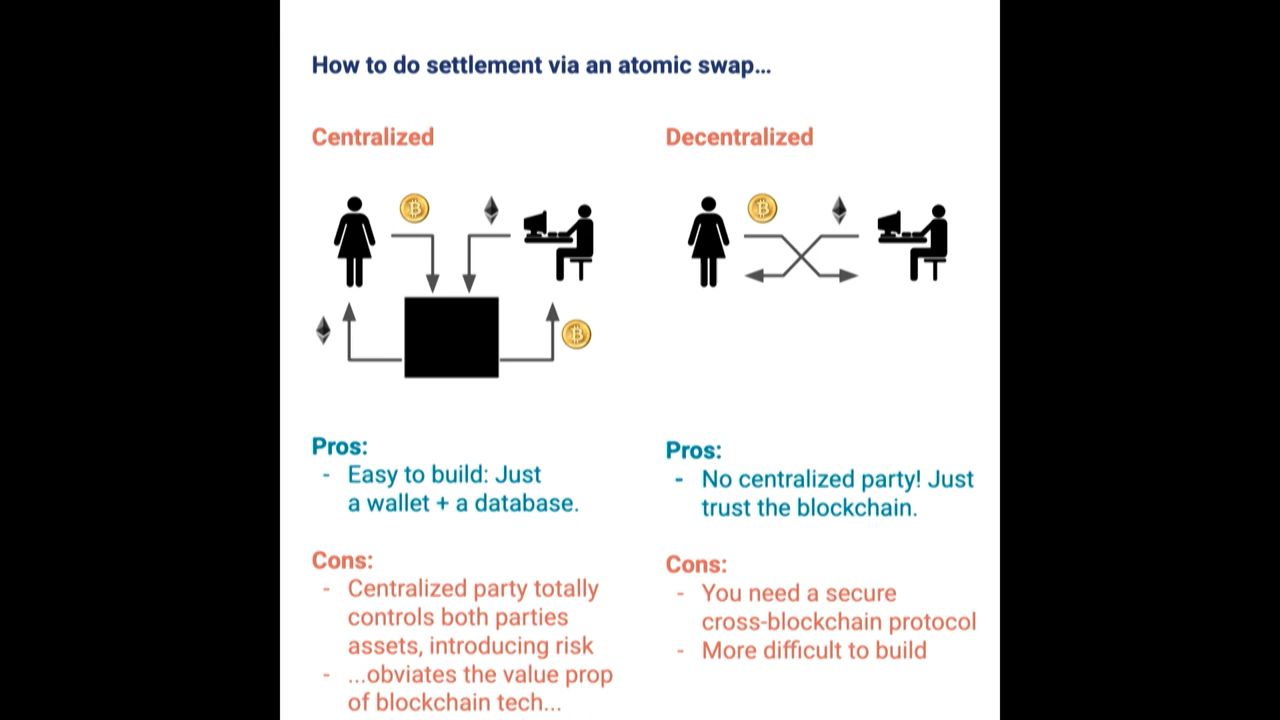 How to do settlement via an atomic swap...
Centralized
Pros:
- Easy to build: Just
a wallet + a database.
Cons:
- Centralized party totally
controls both parties
assets, introducing risk
- ...obviates the value prop
of blockchain tech...
Decentralized
Pros:
- No centralized party! Just
trust the blockchain.
Cons:
- You need a secure
cross-blockchain protocol
- More difficult to build